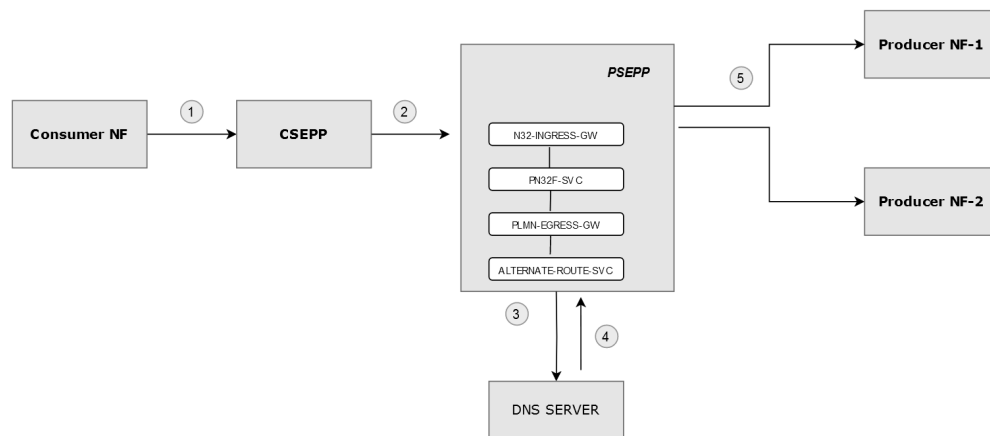 Producer NF-1
PSEPP
5
1
2
Consumer NF
CSEPP
N32-INGRESS-GW
PN32F-SVC
Producer NF-2
PLMN-EGRESS-GW
ALTERNATE-ROUTE-SVC
3
4
DNS SERVER